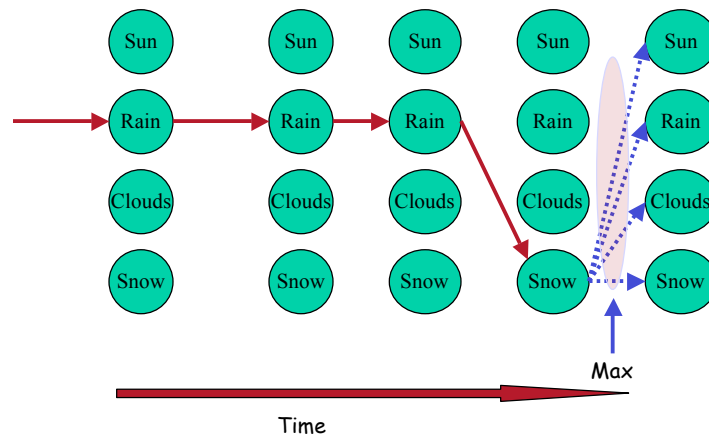 Sun Sun Sun Sun Sun
Rain Rain Rain Rain Rain
Clouds Clouds Clouds Clouds Clouds
Snow Snow Snow Snow Snow
Max
Time